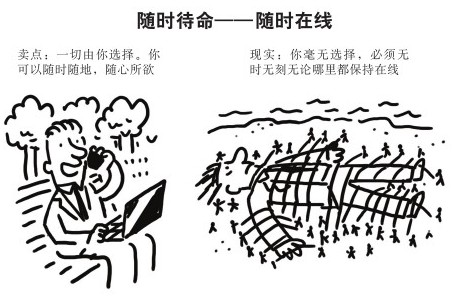 随时待命——随时在线
卖点：一切由你选择。你
可以随时随地，随心所欲
现实：你毫无选择，必须无
时无刻无论哪里都保持在线